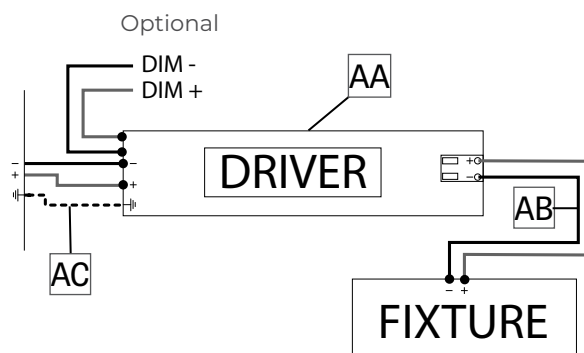 Optional
DIM -
DIM +
AA
DRIVER
+
−
−
+
−
+
AB
AC
− +
FIXTURE